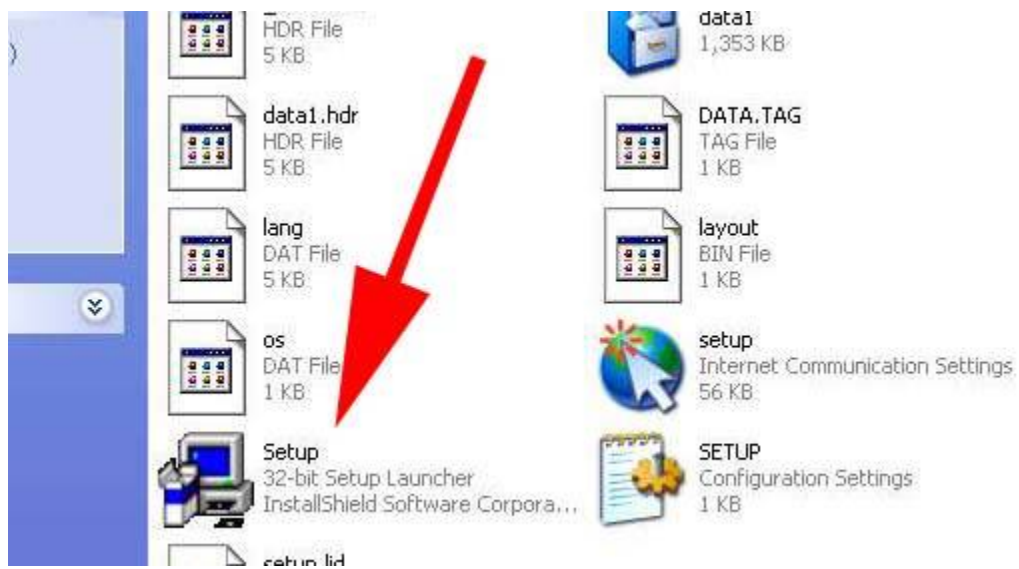 HDR File
5 KB
data1.hdr
HDR File
5 KB
lang
DAT File
5 KB
os
DAT File
1 KB
Setup
32-bit Setup Launcher
InstallShield Software Corpora...
setup.lid
data1
1,353 KB
DATA.TAG
TAG File
1 KB
layout
BIN File
1 KB
setup
Internet Communication Settings
56 KB
SETUP
Configuration Settings
1 KB
)